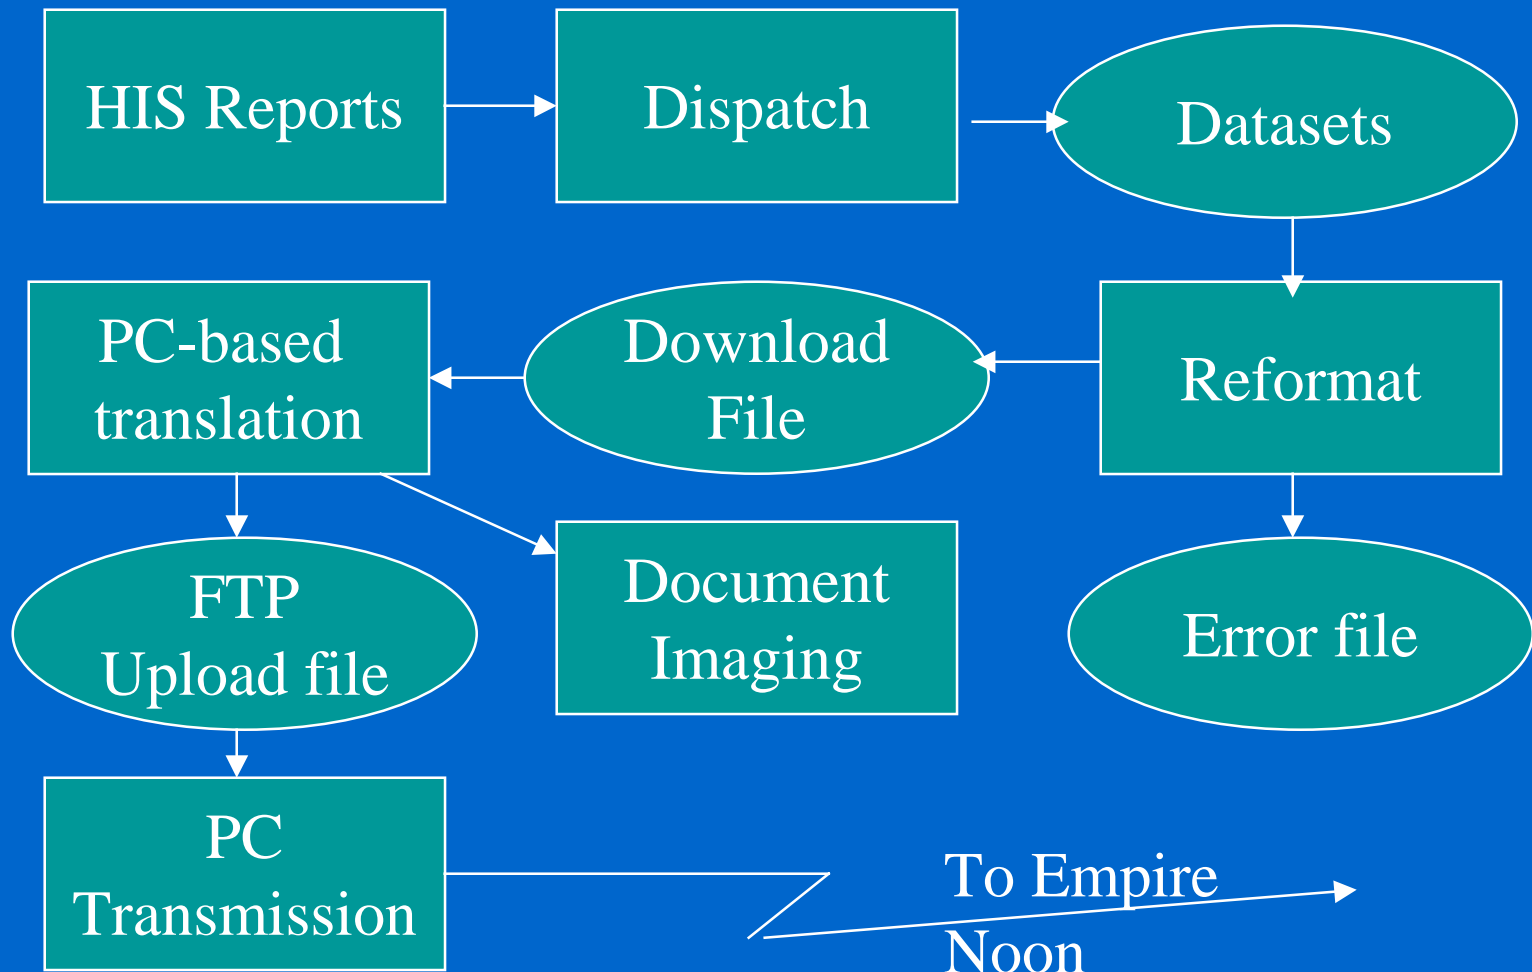 HIS Reports
Dispatch
Datasets
PC-based
translation
Download
File
Reformat
FTP
Upload file
Document
Imaging
Error file
PC
Transmission
To Empire
Noon